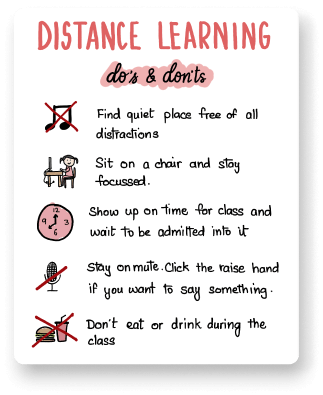 DISTANCE LEARNING
do's & don'ts
Find quiet place free of all
distractions
Sit on a chair and stay
focussed.
12
9 3
6
Show up on time for class and
wait to be admitted into it
Stay on mute. Click the raise hand
if you want to say something.
Don't eat or drink during the
class